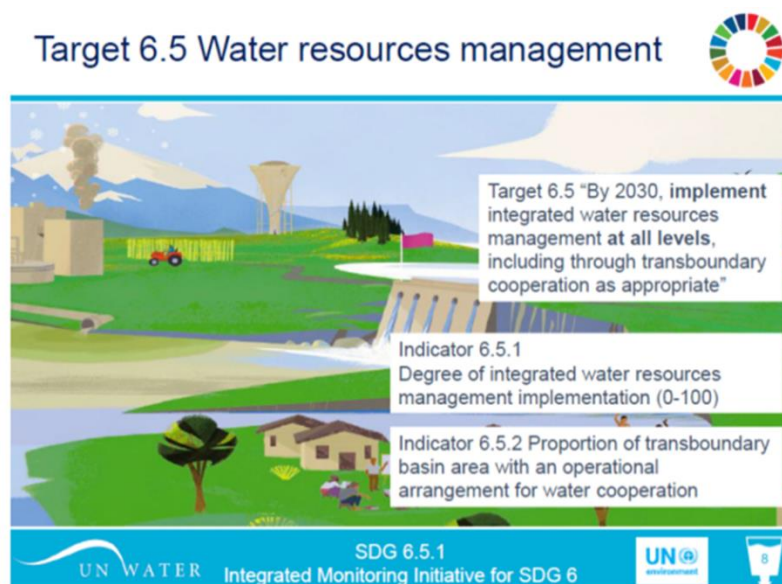 Target 6.5 Water resources management
Target 6.5 “By 2030, implement
integrated water resources
management at all levels,
including through transboundary
cooperation as appropriate”
Indicator 6.5.1
Degree of integrated water resources
management implementation (0-100)
Indicator 6.5.2 Proportion of transboundary
basin area with an operational
arrangement for water cooperation
UN WATER
SDG 6.5.1
Integrated Monitoring Initiative for SDG 6
UN
environment
8